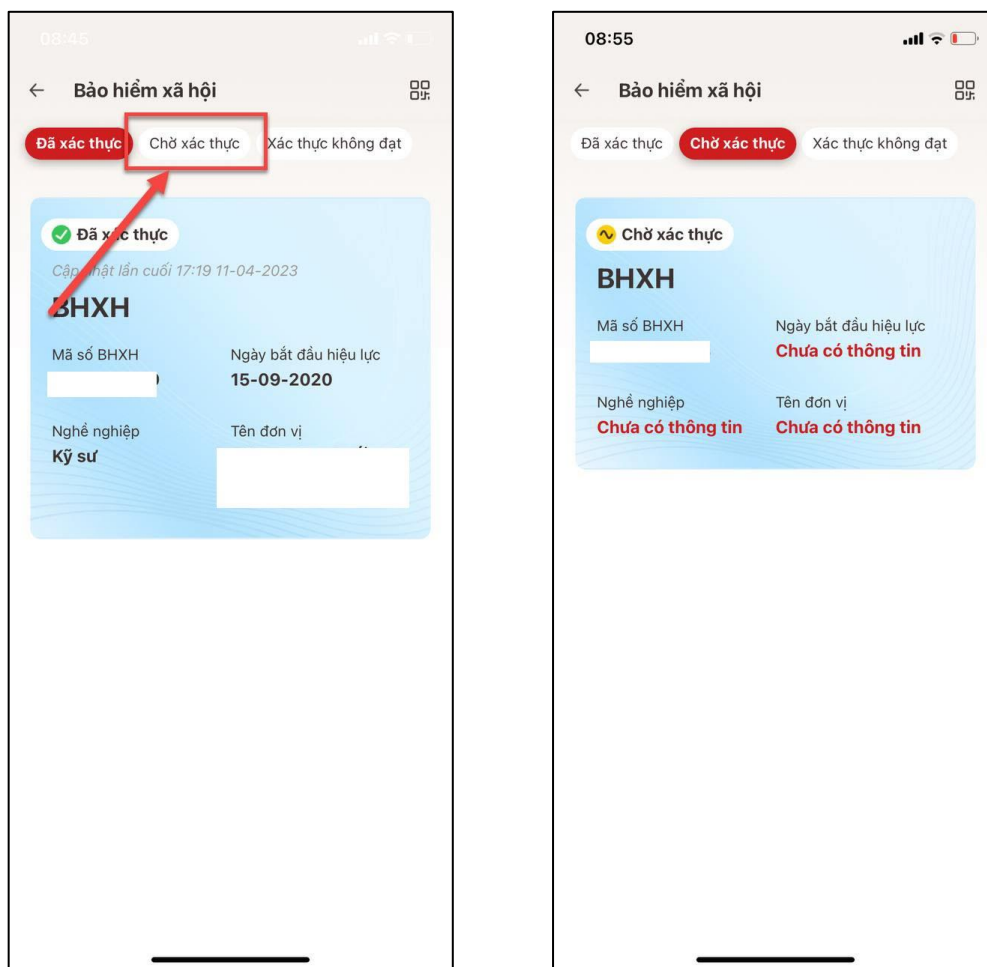 08:45
Bảo hiểm xã hội
Đã xác thực Chờ xác thực Xác thực không đạt
Đã xác thực
Cập nhật lần cuối 17:19 11-04-2023
BHXH
Mã số BHXH Ngày bắt đầu hiệu lực
15-09-2020
Nghề nghiệp Tên đơn vị
Kỹ sư
08:55
Bảo hiểm xã hội
Đã xác thực Chờ xác thực Xác thực không đạt
Chờ xác thực
BHXH
Mã số BHXH Ngày bắt đầu hiệu lực
Chưa có thông tin
Nghề nghiệp Tên đơn vị
Chưa có thông tin Chưa có thông tin